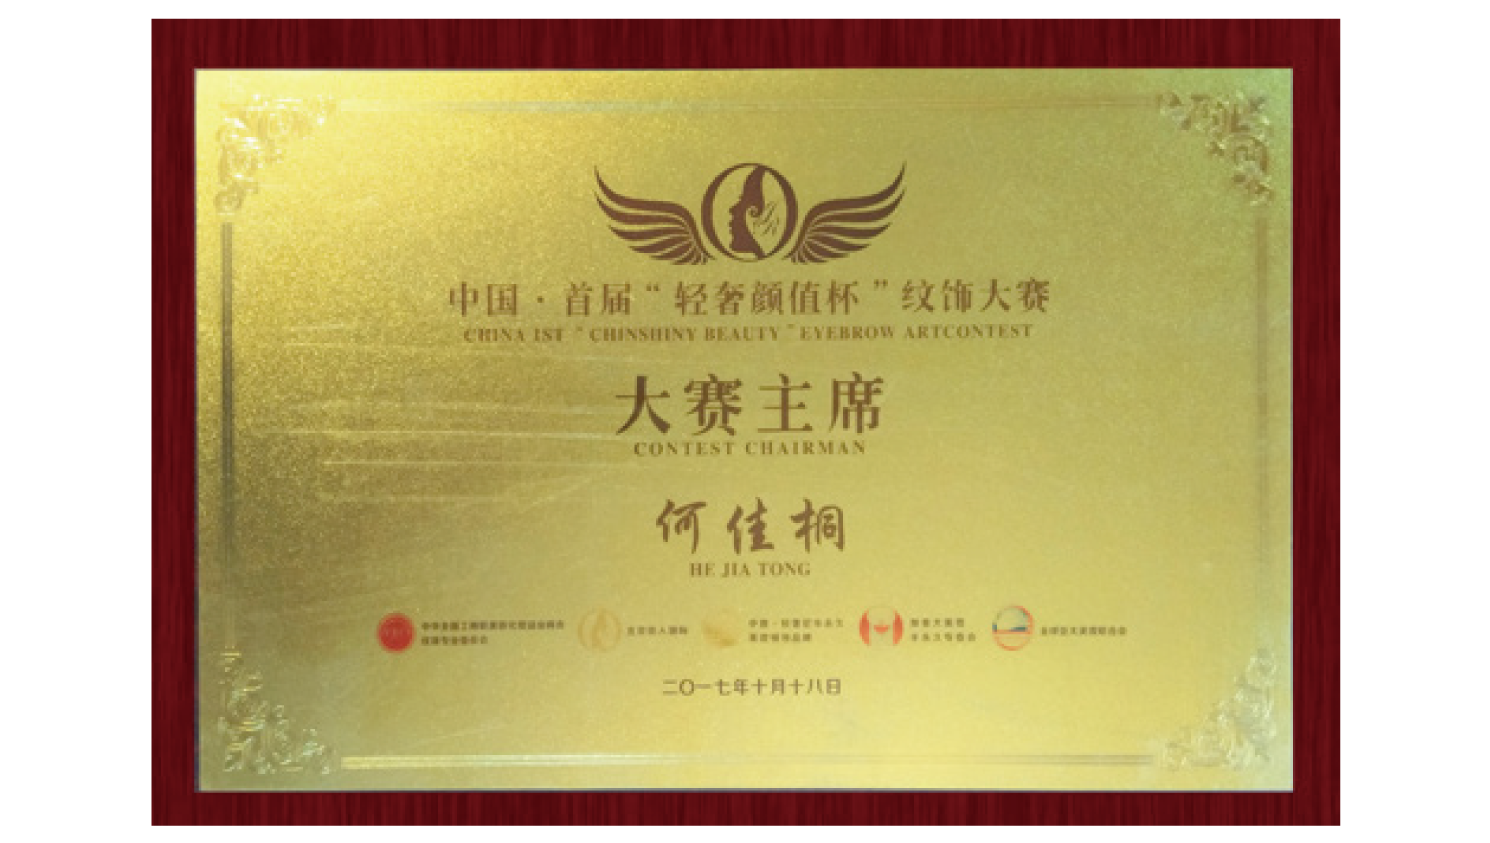 中国·首届“轻奢颜值杯”纹饰大赛
CHINA 1ST “CHINSHINY BEAUTY” EYEBROW ARTCONTEST
大赛主席
CONTEST CHAIRMAN
何佳桐
HE JIA TONG
二〇一七年十月十八日